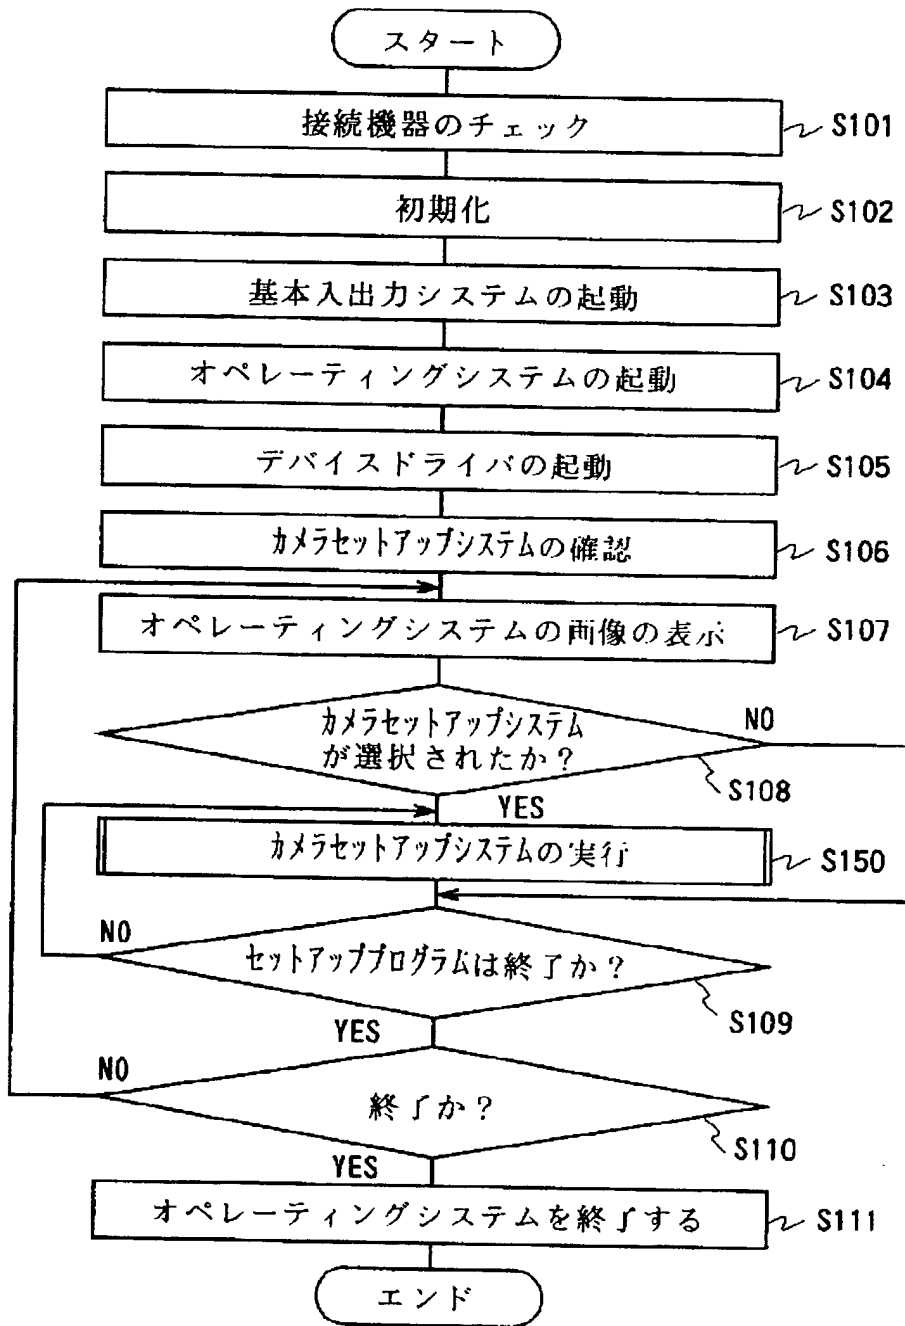 スタート
接続機器のチェック
S101
初期化
S102
基本入出力システムの起動
S103
オペレーティングシステムの起動
S104
デバイスドライバの起動
S105
カメラセットアップシステムの確認
S106
オペレーティングシステムの画像の表示
S107
カメラセットアップシステム
が選択されたか?
NO
S108
YES
カメラセットアップシステムの実行
S150
NO
セットアッププログラムは終了か?
S109
YES
NO
終了か?
S110
YES
オペレーティングシステムを終了する
S111
エンド